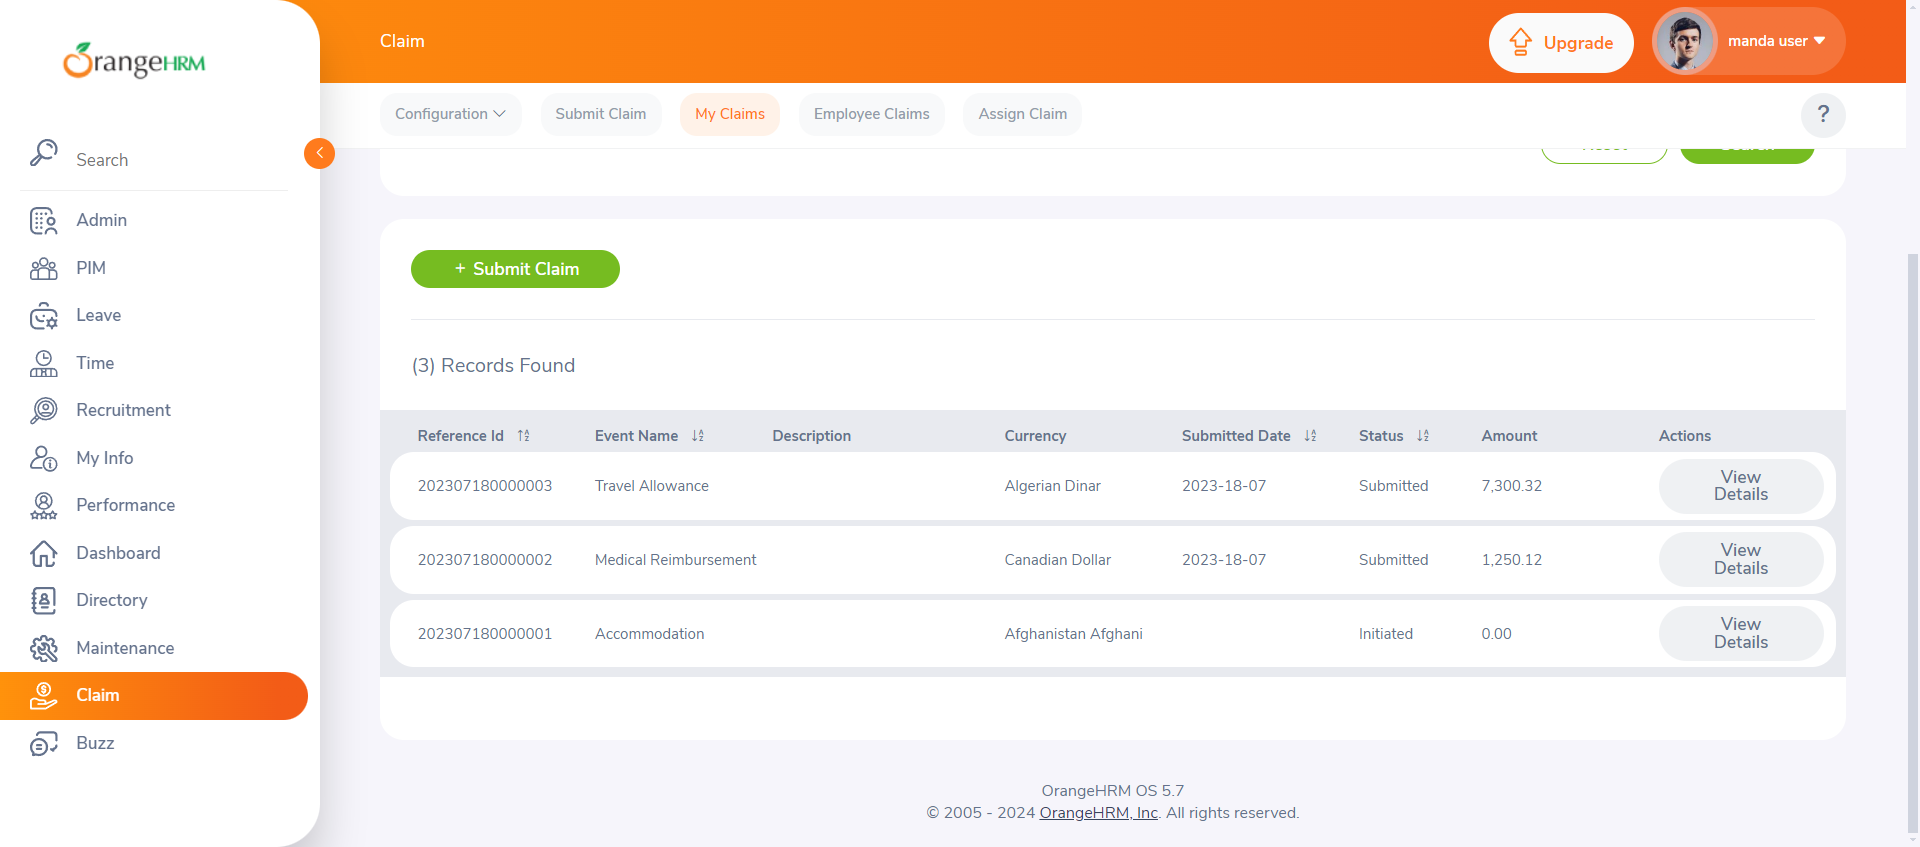 OrangeHRM
Claim
Upgrade
manda user
Configuration
Submit Claim
My Claims
Employee Claims
Assign Claim
?
Search
Admin
PIM
Leave
Time
Recruitment
My Info
Performance
Dashboard
Directory
Maintenance
Claim
Buzz
+ Submit Claim
(3) Records Found
Reference Id Event Name Description Currency Submitted Date Status Amount Actions
202307180000003 Travel Allowance Algerian Dinar 2023-18-07 Submitted 7,300.32 View
Details
202307180000002 Medical Reimbursement Canadian Dollar 2023-18-07 Submitted 1,250.12 View
Details
202307180000001 Accommodation Afghanistan Afghani Initiated 0.00 View
Details
OrangeHRM OS 5.7
© 2005 - 2024 OrangeHRM, Inc. All rights reserved.